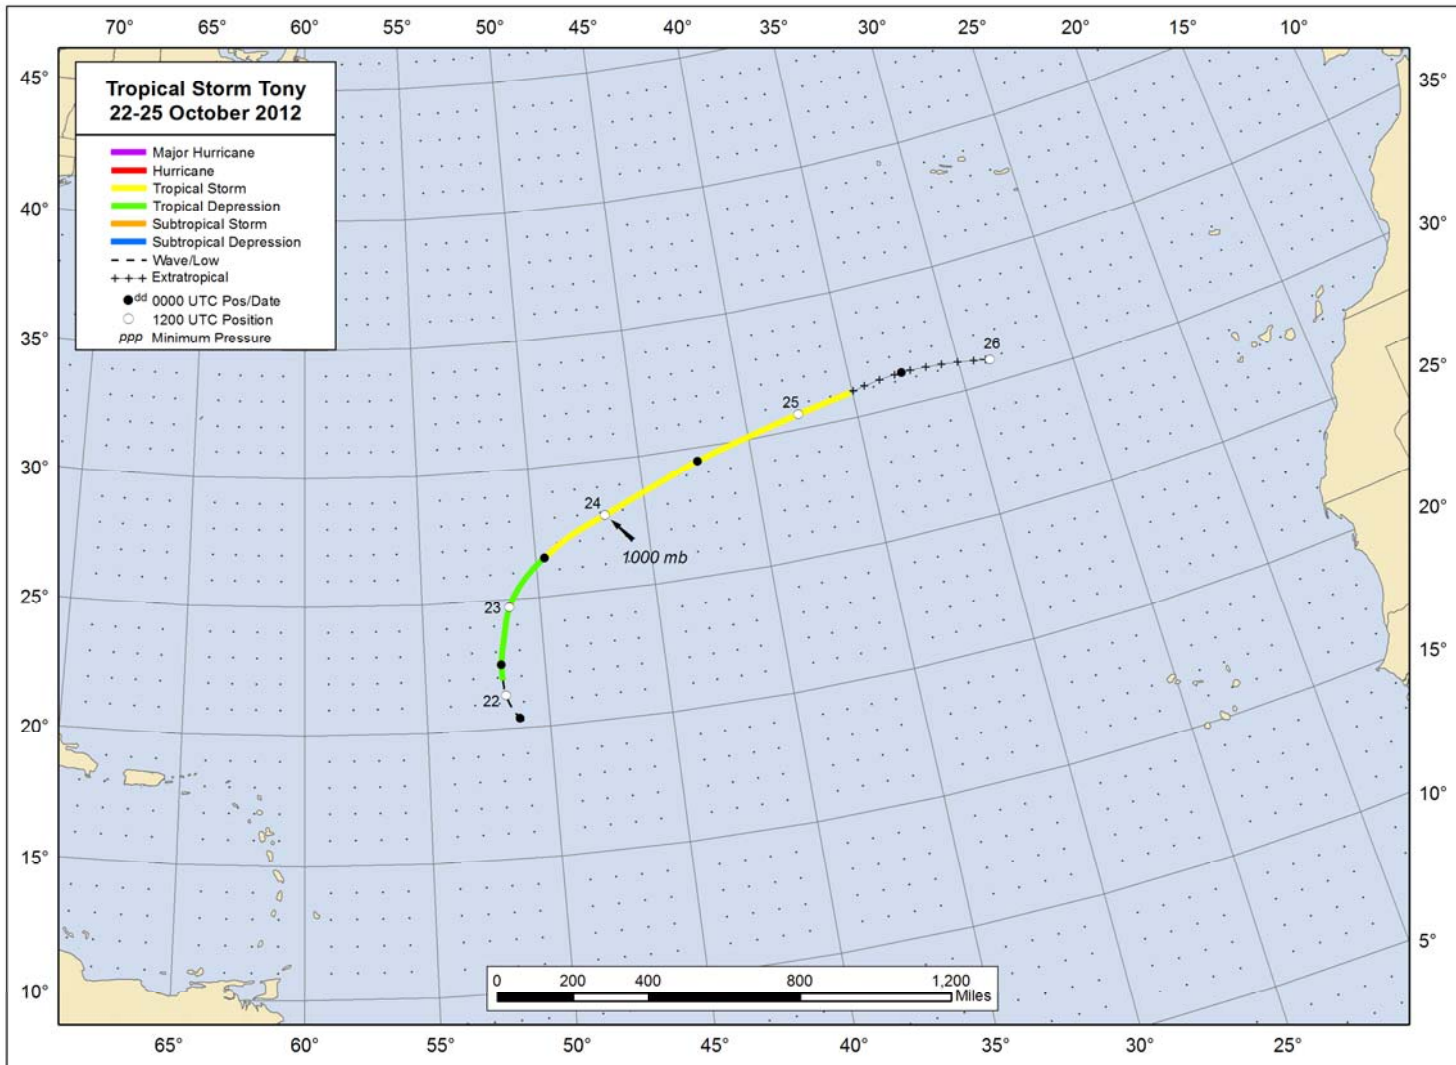 70° 65° 60° 55° 50° 45° 40° 35° 30° 25° 20° 15° 10°
45°
40°
35°
30°
25°
20°
15°
10°
Tropical Storm Tony
22-25 October 2012
Major Hurricane
Hurricane
Tropical Storm
Tropical Depression
Subtropical Storm
Subtropical Depression
Wave/Low
Extratropical
dd 0000 UTC Pos/Date
1200 UTC Position
ppp Minimum Pressure
26
25
24
1000 mb
23
22
35°
30°
25°
20°
15°
10°
5°
0 200 400 800 1,200
Miles
65° 60° 55° 50° 45° 40° 35° 30° 25°